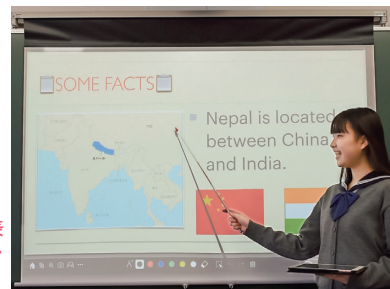 SOME FACTS
Nepal is located
between China
and India.